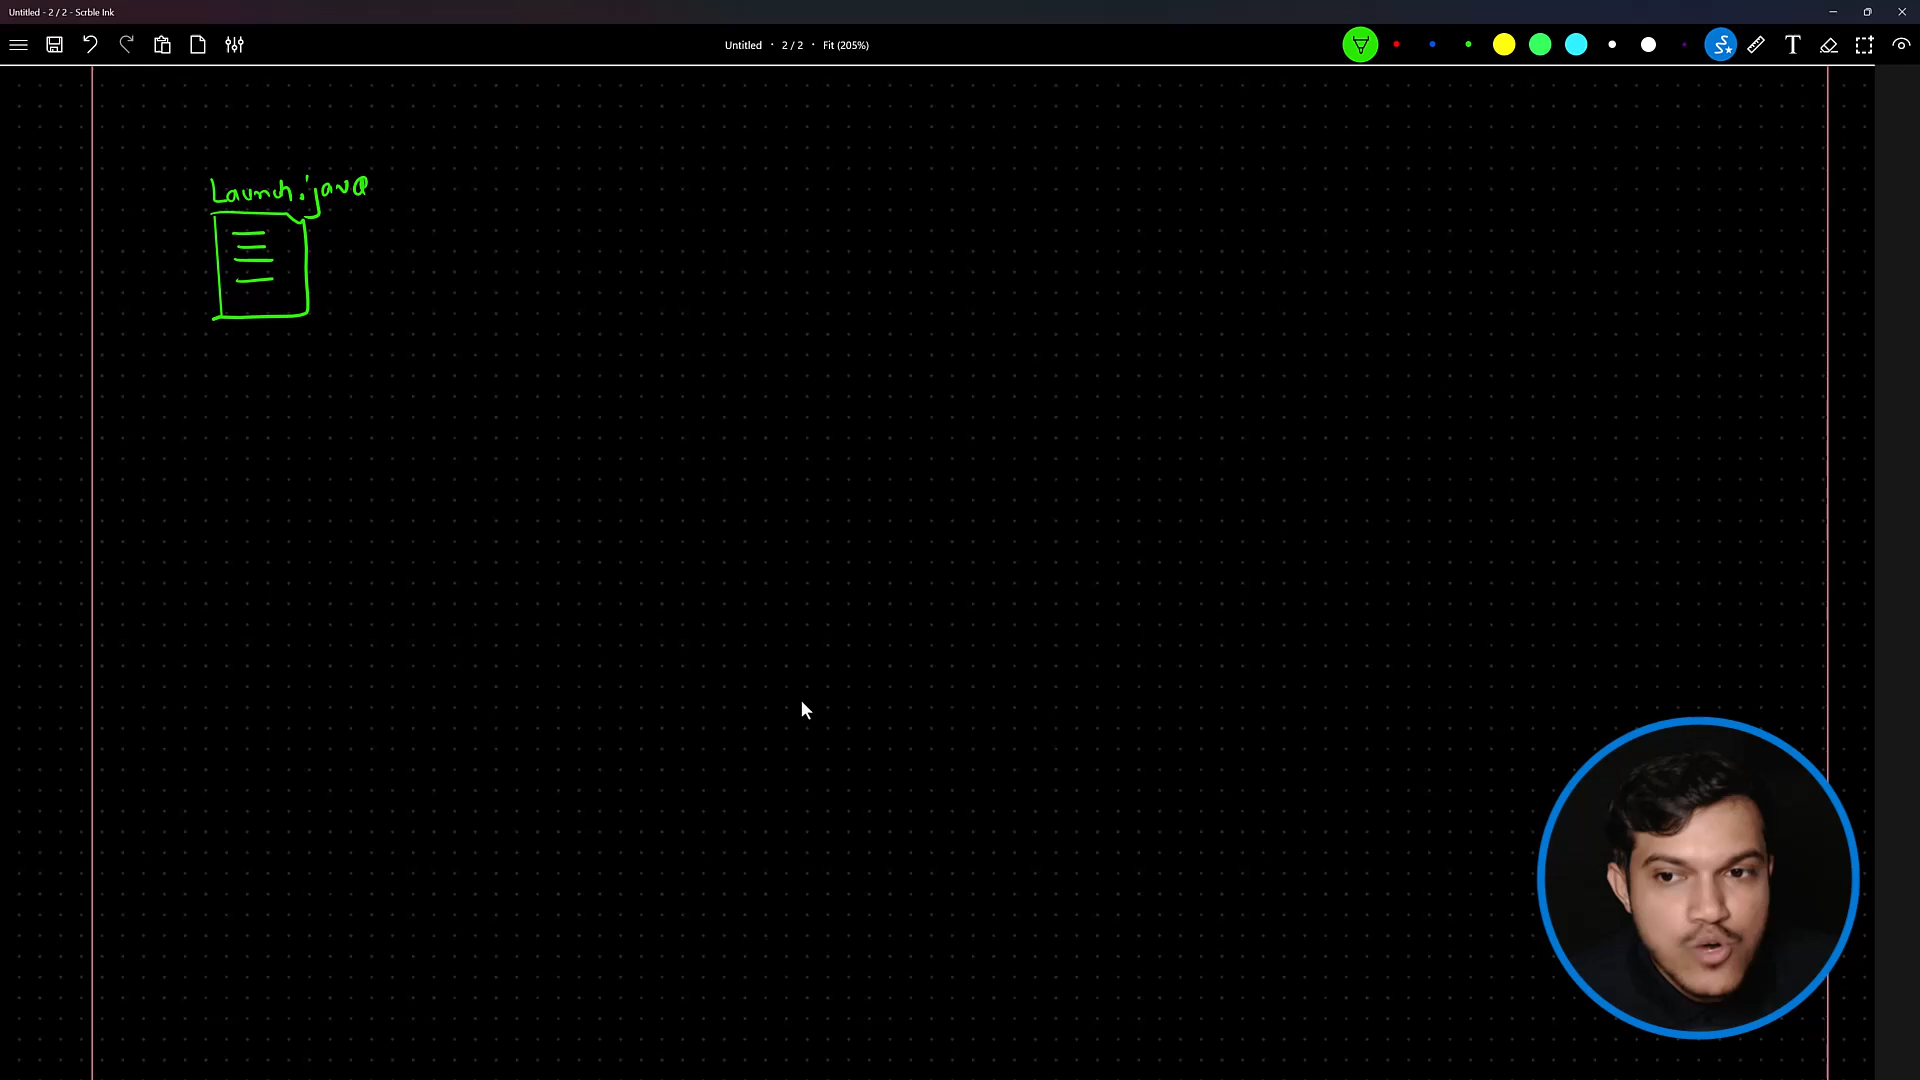 Untitled - 2 / 2 - Scrble Ink
Untitled · 2 / 2 · Fit (205%)
T
Launch.java